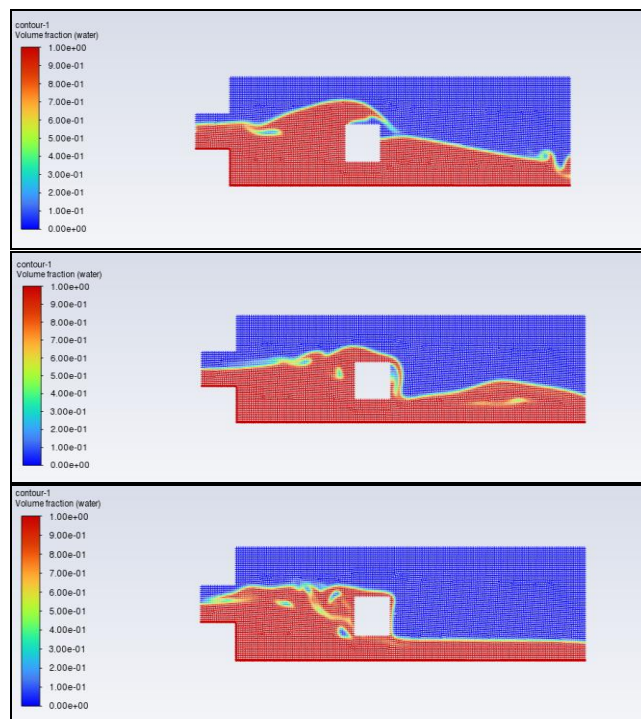 contour-1
Volume fraction (water)
1.00e+00
9.00e-01
8.00e-01
7.00e-01
6.00e-01
5.00e-01
4.00e-01
3.00e-01
2.00e-01
1.00e-01
0.00e+00
contour-1
Volume fraction (water)
1.00e+00
9.00e-01
8.00e-01
7.00e-01
6.00e-01
5.00e-01
4.00e-01
3.00e-01
2.00e-01
1.00e-01
0.00e+00
contour-1
Volume fraction (water)
1.00e+00
9.00e-01
8.00e-01
7.00e-01
6.00e-01
5.00e-01
4.00e-01
3.00e-01
2.00e-01
1.00e-01
0.00e+00